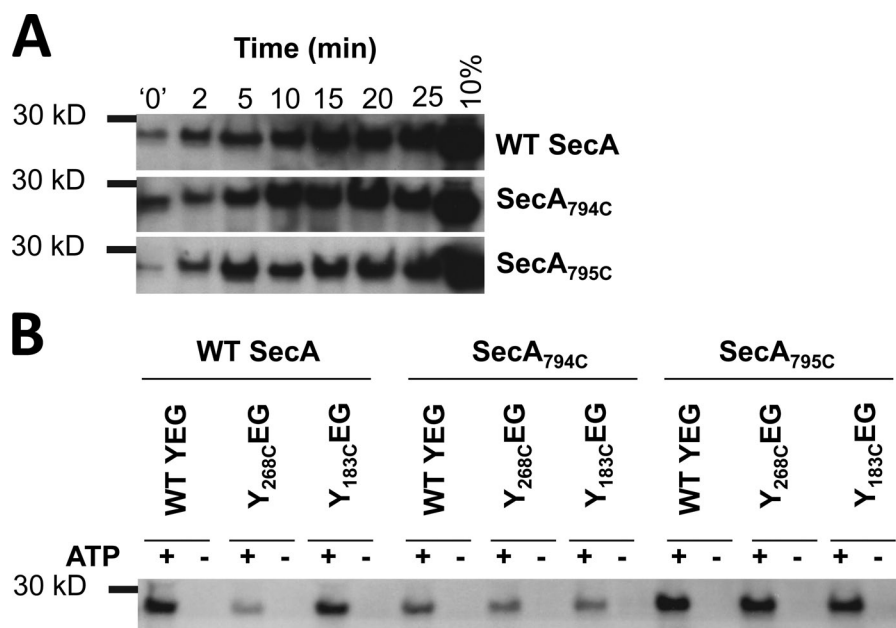 A
Time (min)
‘0’ 2 5 10 15 20 25 10%
30 kD
WT SecA
30 kD
SecA794C
30 kD
SecA795C
B
WT SecA SecA794C SecA795C
WT YEG Y268CEG Y183CEG WT YEG Y268CEG Y183CEG WT YEG Y268CEG Y183CEG
ATP + - + - + - + - + - + - + - + - + -
30 kD